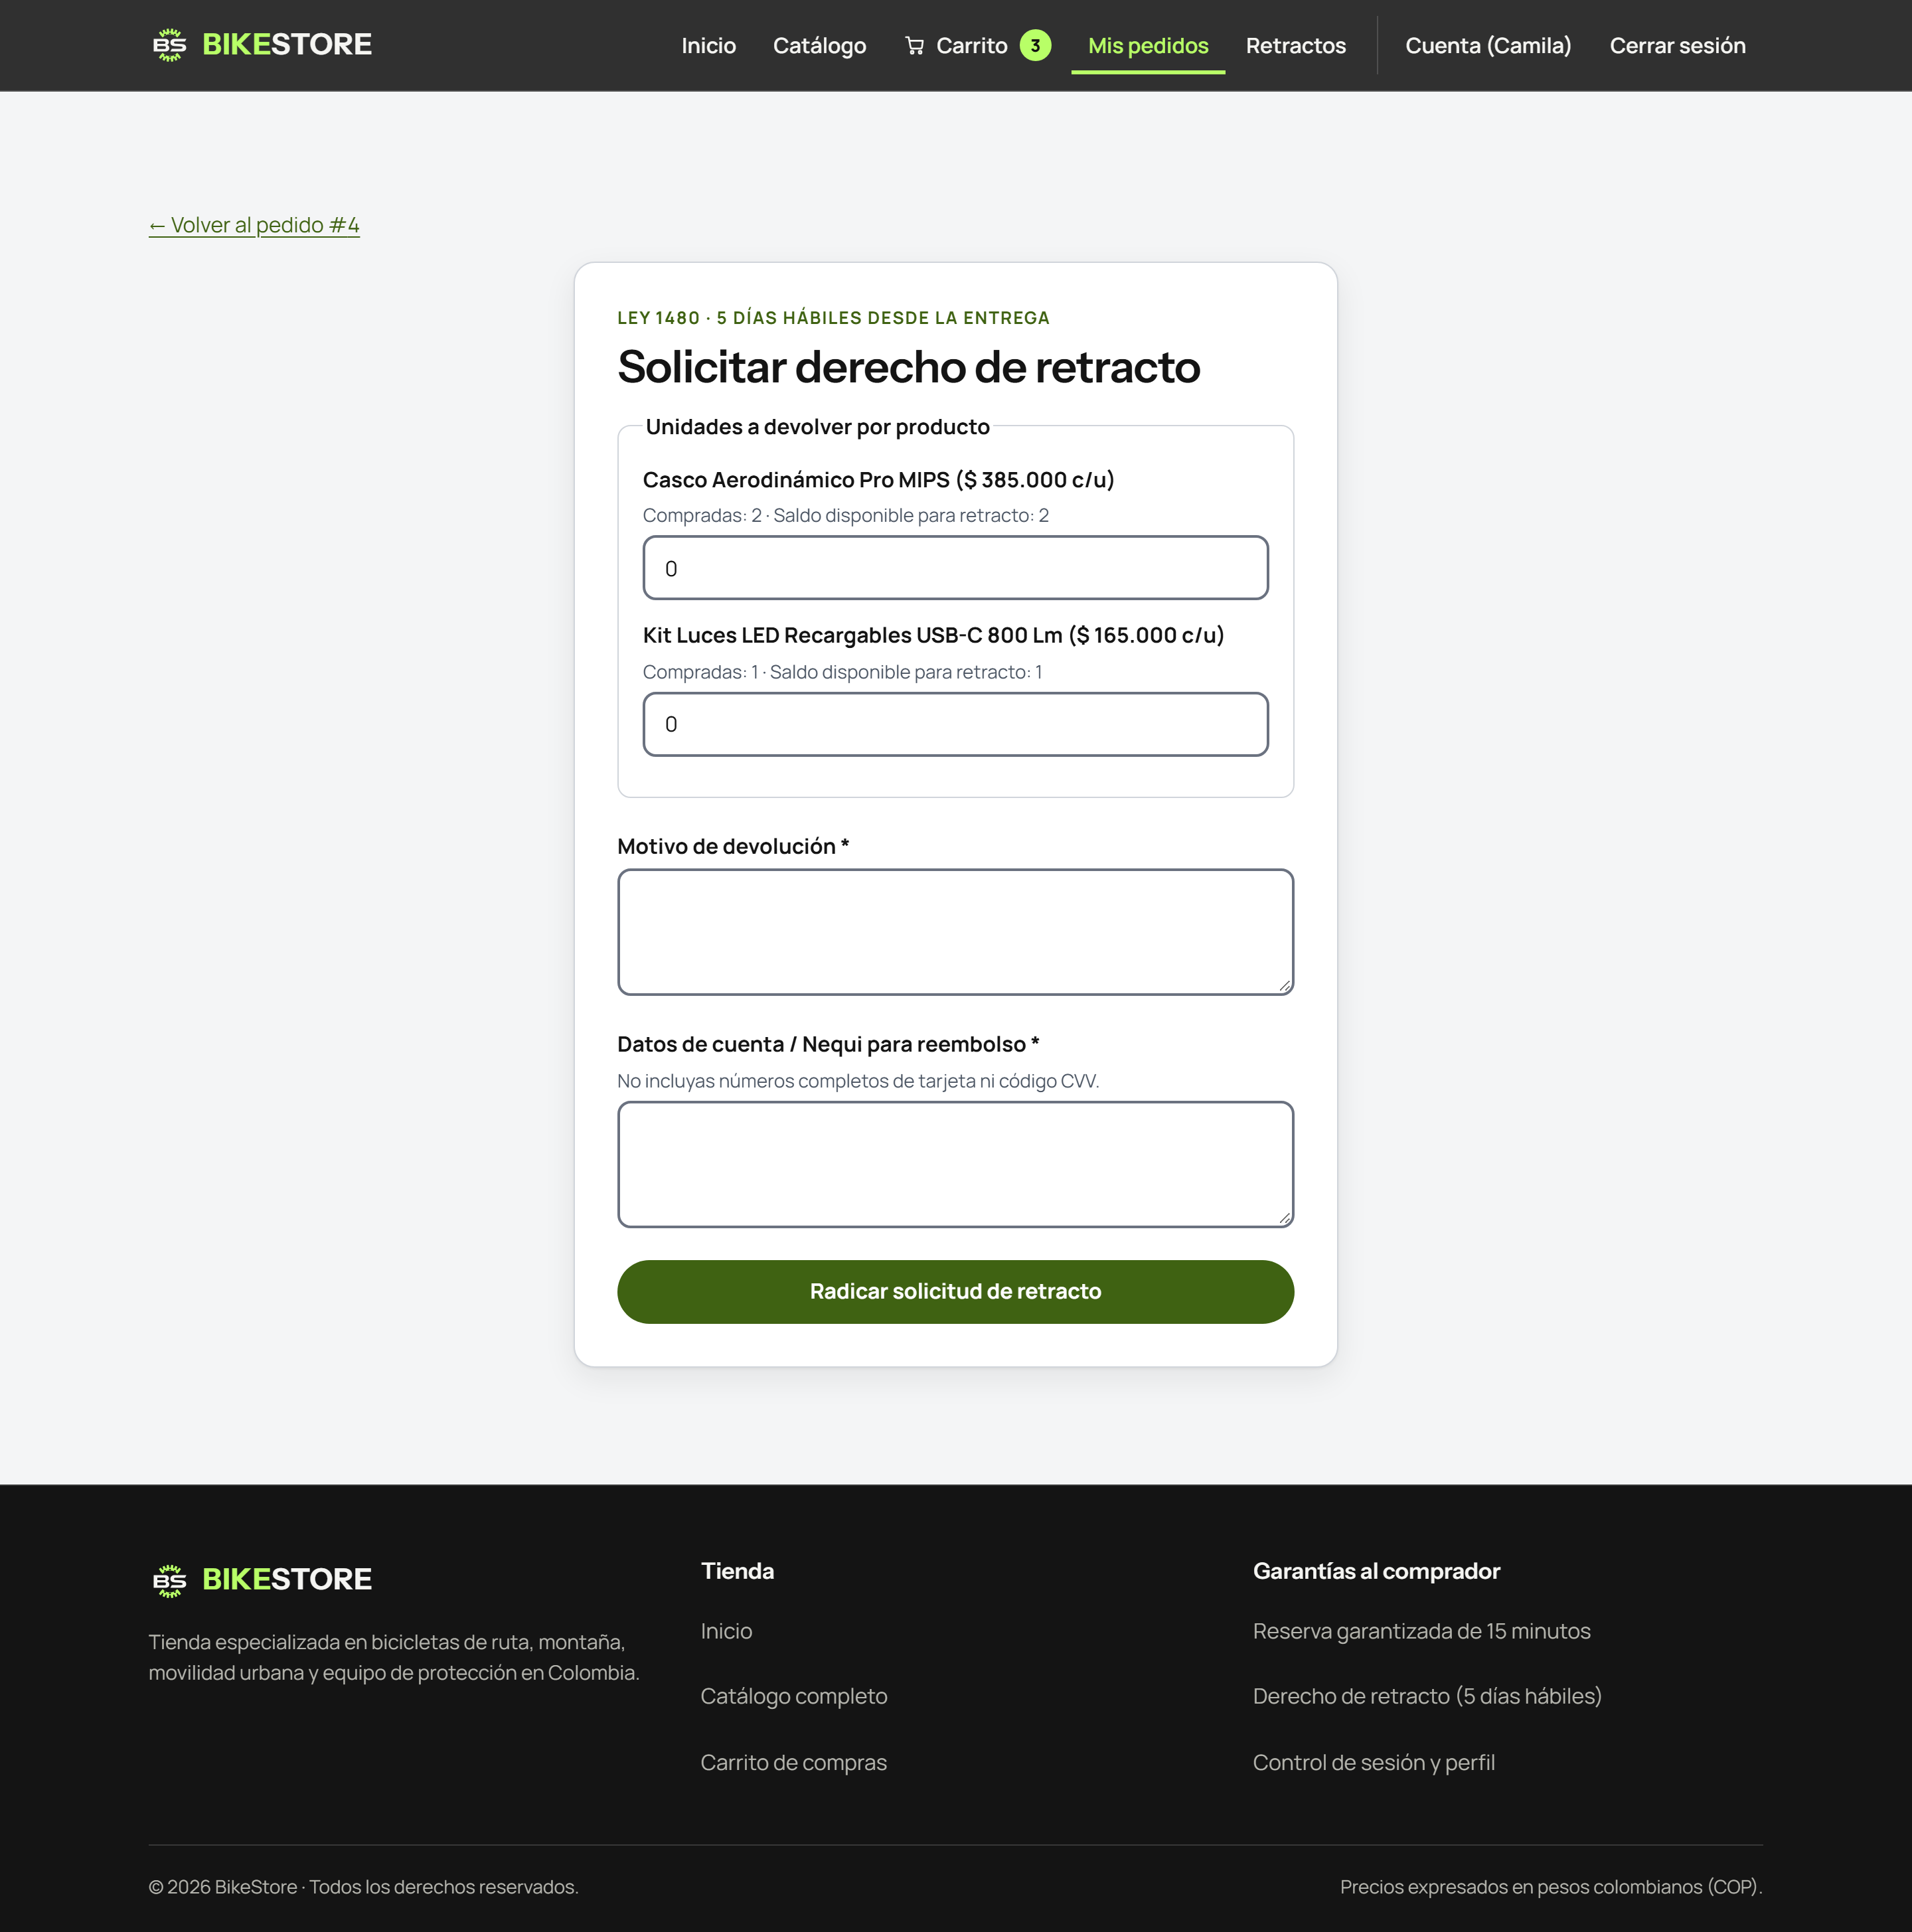 BS BIKESTORE
Inicio
Catálogo
Carrito 3
Mis pedidos
Retractos
Cuenta (Camila)
Cerrar sesión
← Volver al pedido #4
LEY 1480 · 5 DÍAS HÁBILES DESDE LA ENTREGA
Solicitar derecho de retracto
Unidades a devolver por producto
Casco Aerodinámico Pro MIPS ($ 385.000 c/u)
Compradas: 2 · Saldo disponible para retracto: 2
0
Kit Luces LED Recargables USB-C 800 Lm ($ 165.000 c/u)
Compradas: 1 · Saldo disponible para retracto: 1
0
Motivo de devolución *
Datos de cuenta / Nequi para reembolso *
No incluyas números completos de tarjeta ni código CVV.
Radicar solicitud de retracto
BS BIKESTORE
Tienda especializada en bicicletas de ruta, montaña,
movilidad urbana y equipo de protección en Colombia.
Tienda
Inicio
Catálogo completo
Carrito de compras
Garantías al comprador
Reserva garantizada de 15 minutos
Derecho de retracto (5 días hábiles)
Control de sesión y perfil
© 2026 BikeStore · Todos los derechos reservados.
Precios expresados en pesos colombianos (COP).